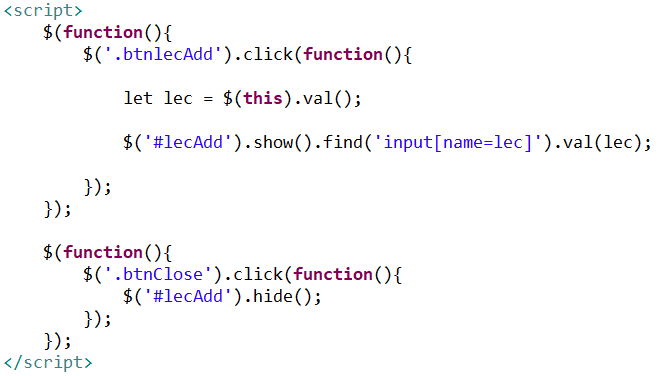 <script>
    $(function(){
        $('.btnlecAdd').click(function(){
            let lec = $(this).val();
            $('#lecAdd').show().find('input[name=lec]').val(lec);
        });
    });
    $(function(){
        $('.btnClose').click(function(){
            $('#lecAdd').hide();
        });
    });
</script>